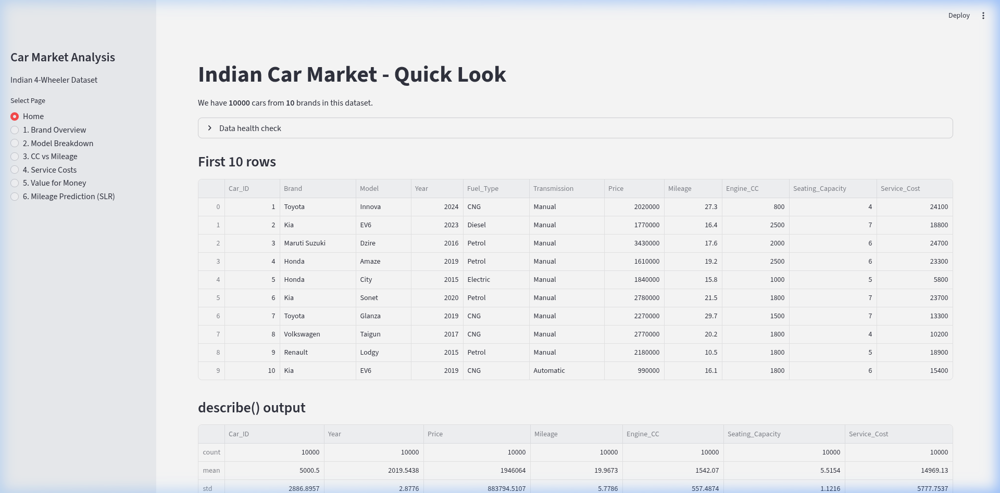 Deploy
Car Market Analysis
Indian 4-Wheeler Dataset
Select Page
Home
1. Brand Overview
2. Model Breakdown
3. CC vs Mileage
4. Service Costs
5. Value for Money
6. Mileage Prediction (SLR)
Indian Car Market - Quick Look
We have 10000 cars from 10 brands in this dataset.
Data health check
First 10 rows
Car_ID Brand Model Year Fuel_Type Transmission Price Mileage Engine_CC Seating_Capacity Service_Cost
0 1 Toyota Innova 2024 CNG Manual 2020000 27.3 800 4 24100
1 2 Kia EV6 2023 Diesel Manual 1770000 16.4 2500 7 18800
2 3 Maruti Suzuki Dzire 2016 Petrol Manual 3430000 17.6 2000 6 24700
3 4 Honda Amaze 2019 Petrol Manual 1610000 19.2 2500 6 23300
4 5 Honda City 2015 Electric Manual 1840000 15.8 1000 5 5800
5 6 Kia Sonet 2020 Petrol Manual 2780000 21.5 1800 7 23700
6 7 Toyota Glanza 2019 CNG Manual 2270000 29.7 1500 7 13300
7 8 Volkswagen Taigun 2017 CNG Manual 2770000 20.2 1800 4 10200
8 9 Renault Lodgy 2015 Petrol Manual 2180000 10.5 1800 5 18900
9 10 Kia EV6 2019 CNG Automatic 990000 16.1 1800 6 15400
describe() output
Car_ID Year Price Mileage Engine_CC Seating_Capacity Service_Cost
count 10000 10000 10000 10000 10000 10000 10000
mean 5000.5 2019.5438 1946064 19.9673 1542.07 5.5154 14969.13
std 2886.8957 2.8776 883794.5107 5.7786 557.4874 1.1216 5777.7537